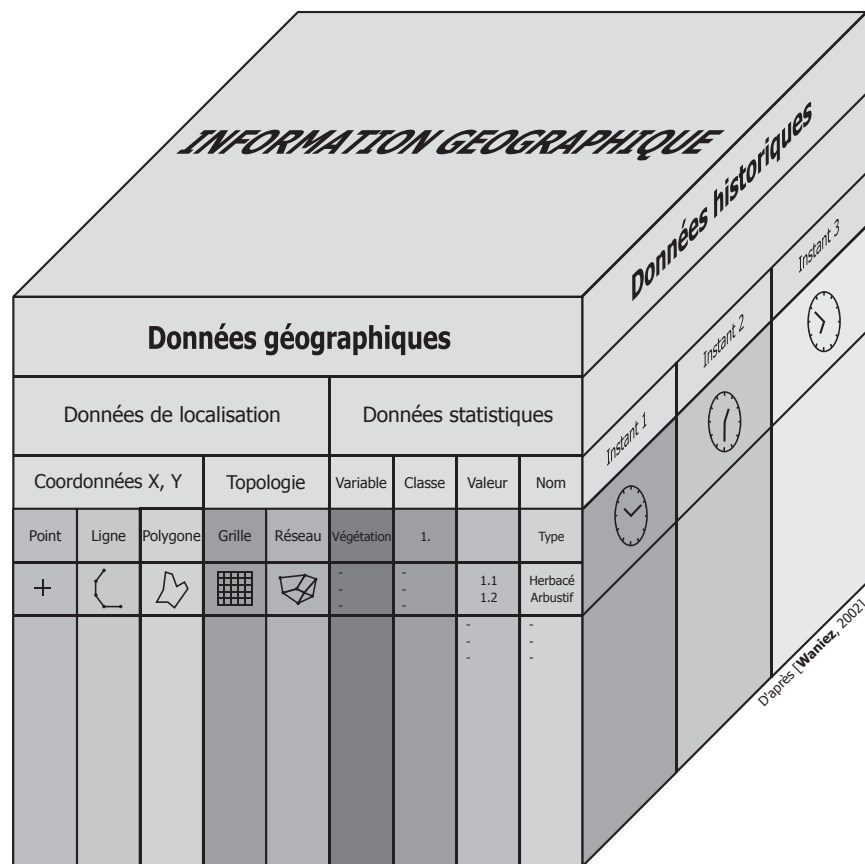 INFORMATION GEOGRAPHIQUE
Données historiques
Instant 1
Instant 2
Instant 3
Données géographiques
Données de localisation Données statistiques
Coordonnées X, Y Topologie Variable Classe Valeur Nom
Point Ligne Polygone Grille Réseau Végétation 1. Type
- - 1.1 Herbacé
- - 1.2 Arbustif
- -
- -
- -
- -
D'après [Waniez, 2002]